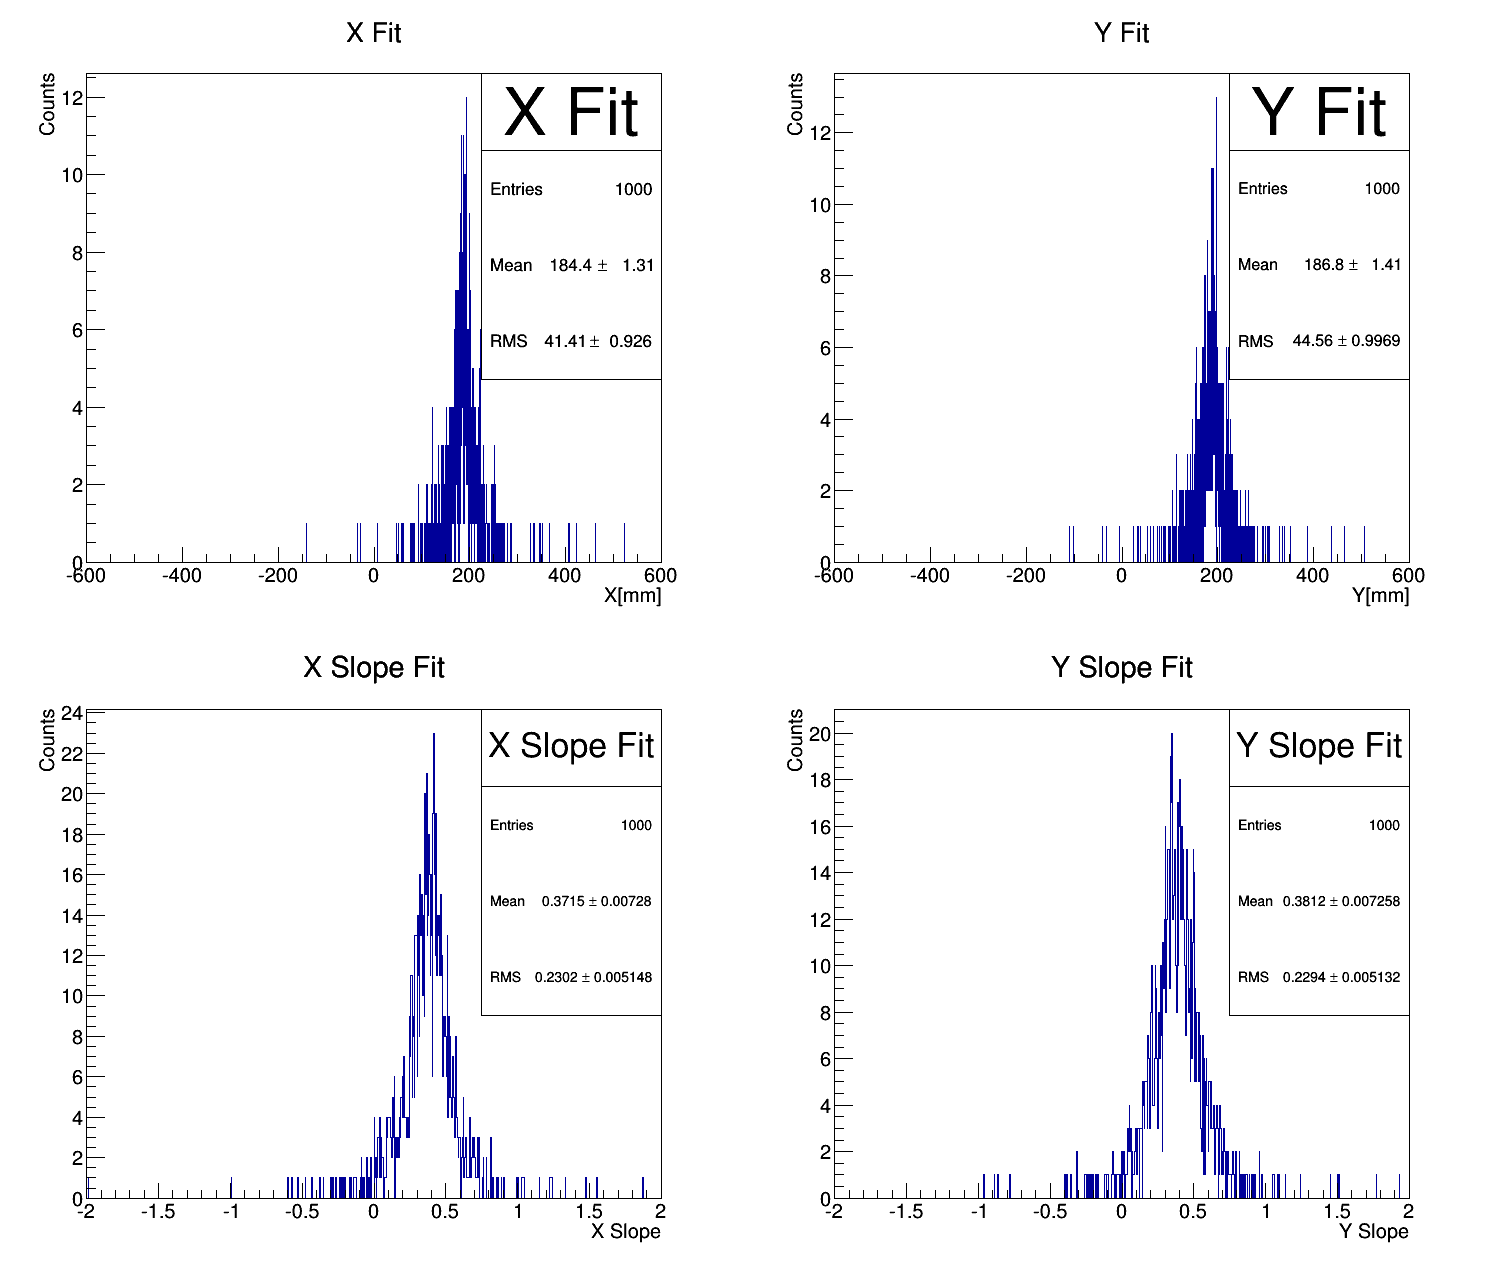 X Fit
Counts
12
10
8
6
4
2
0
-600 -400 -200 0 200 400 600
X[mm]
X Fit
Entries 1000
Mean 184.4 ± 1.31
RMS 41.41 ± 0.926
Y Fit
Counts
12
10
8
6
4
2
0
-600 -400 -200 0 200 400 600
Y[mm]
Y Fit
Entries 1000
Mean 186.8 ± 1.41
RMS 44.56 ± 0.9969
X Slope Fit
Counts
24
22
20
18
16
14
12
10
8
6
4
2
0
-2 -1.5 -1 -0.5 0 0.5 1 1.5 2
X Slope
X Slope Fit
Entries 1000
Mean 0.3715 ± 0.00728
RMS 0.2302 ± 0.005148
Y Slope Fit
Counts
20
18
16
14
12
10
8
6
4
2
0
-2 -1.5 -1 -0.5 0 0.5 1 1.5 2
Y Slope
Y Slope Fit
Entries 1000
Mean 0.3812 ± 0.007258
RMS 0.2294 ± 0.005132